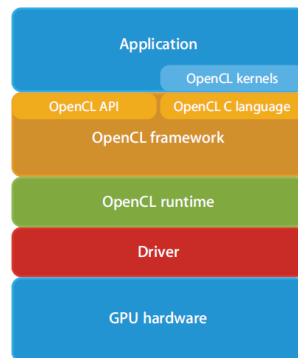 Application
OpenCL kernels
OpenCL API
OpenCL C language
OpenCL framework
OpenCL runtime
Driver
GPU hardware